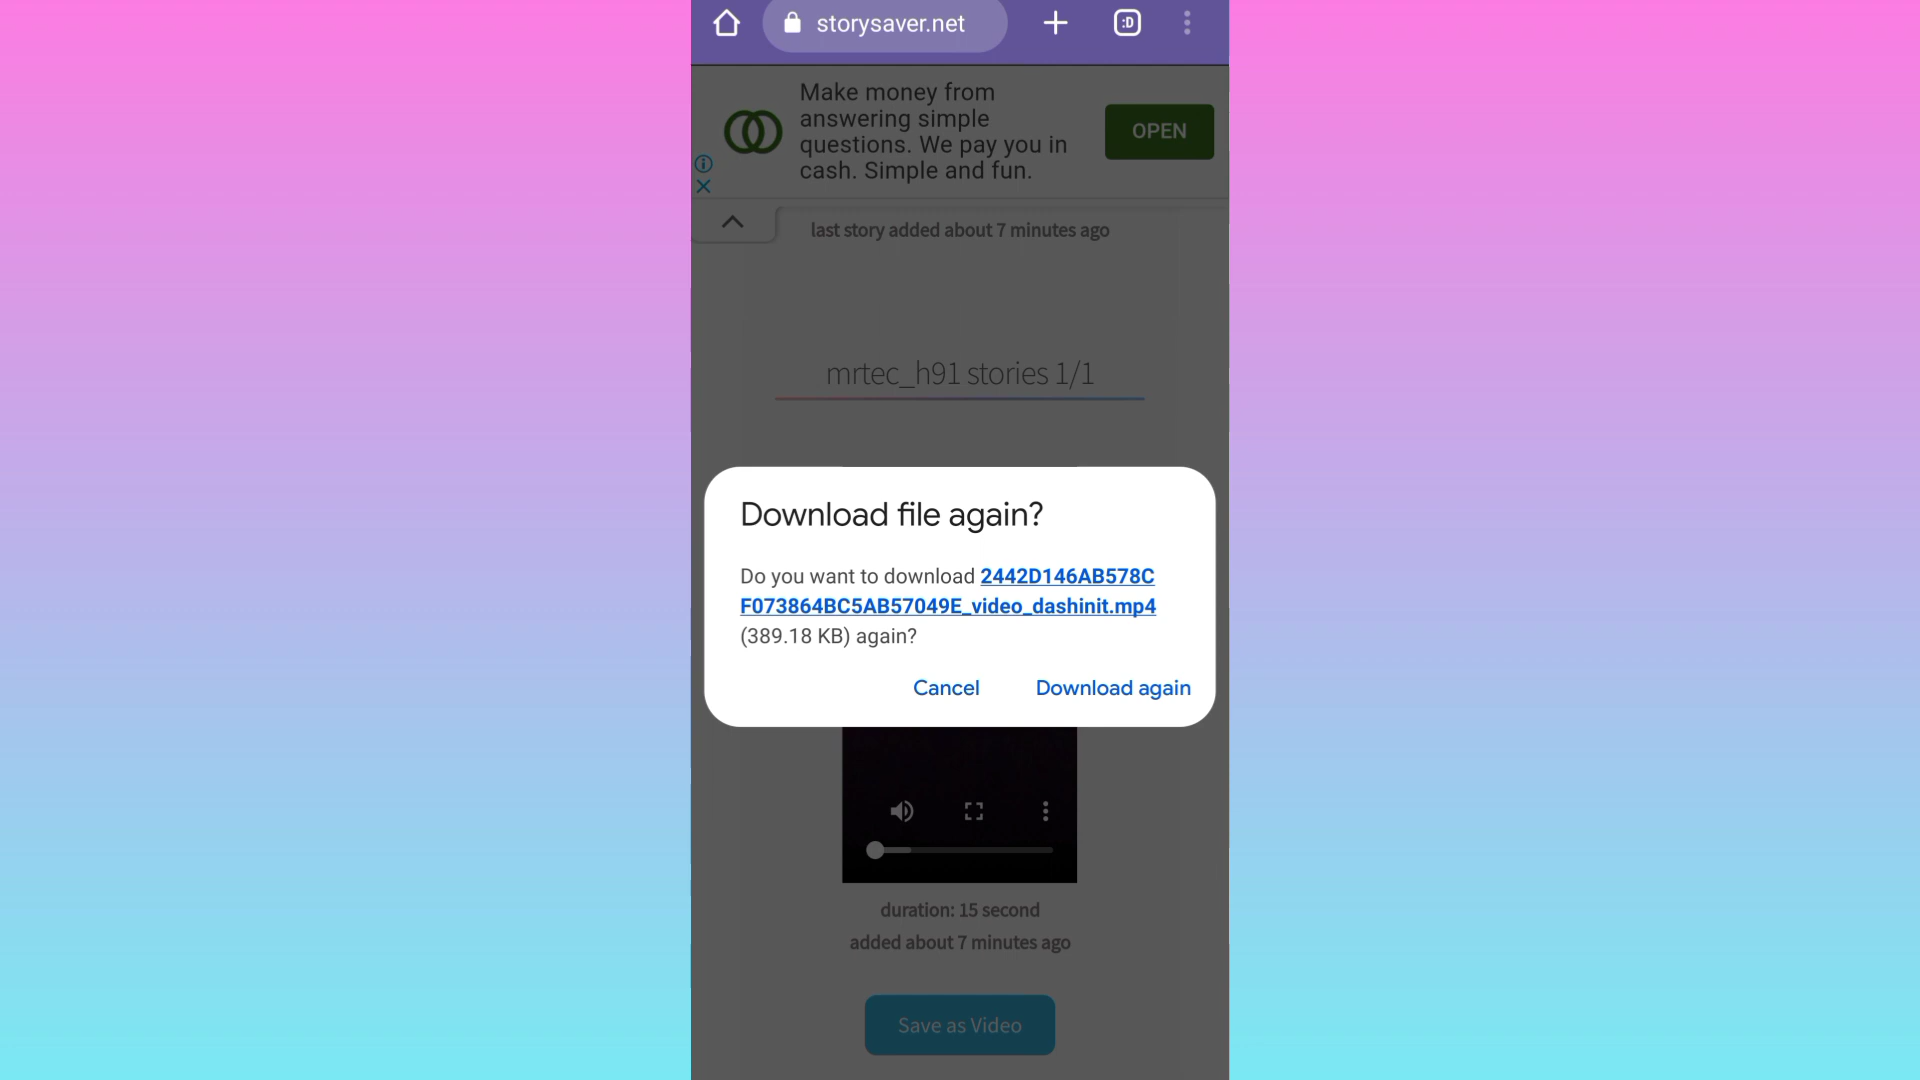 storysaver.net
:D
Make money from
answering simple
questions. We pay you in
cash. Simple and fun.
OPEN
last story added about 7 minutes ago
mrtec_h91 stories 1/1
Download file again?
Do you want to download 2442D146AB578C
F073864BC5AB57049E_video_dashinit.mp4
(389.18 KB) again?
Cancel
Download again
duration: 15 second
added about 7 minutes ago
Save as Video